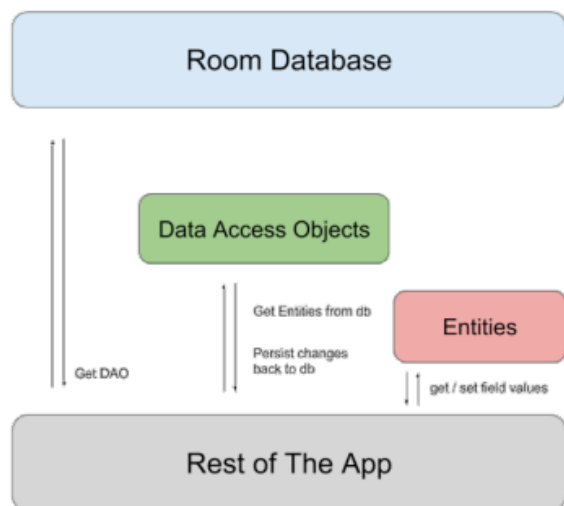 Room Database
Data Access Objects
Get Entities from db
Persist changes
back to db
Entities
Get DAO
get / set field values
Rest of The App